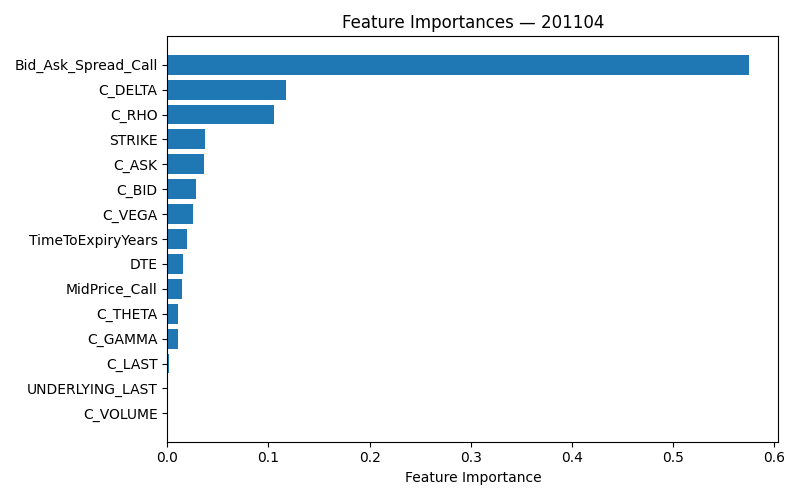 Feature Importances — 201104
Bid_Ask_Spread_Call
C_DELTA
C_RHO
STRIKE
C_ASK
C_BID
C_VEGA
TimeToExpiryYears
DTE
MidPrice_Call
C_THETA
C_GAMMA
C_LAST
UNDERLYING_LAST
C_VOLUME
0.0 0.1 0.2 0.3 0.4 0.5 0.6
Feature Importance